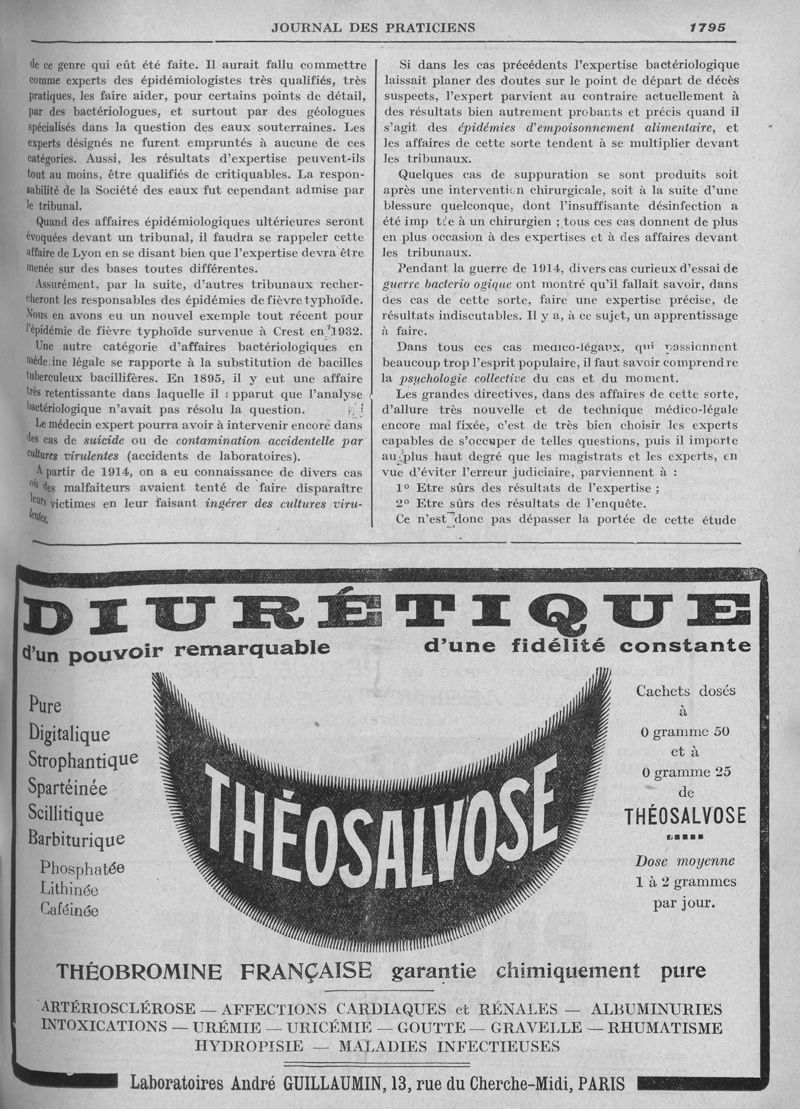 JOURNAL DES PRATICIENS
1795
de ce genre qui eût été faite. Il aurait fallu commettre
comme experts des épidémiologistes très qualifiés, très
pratiques, les faire aider, pour certains points de détail,
par des bactériologues, et surtout par des géologues
spécialisés dans la question des eaux souterraines. Les
experts désignés ne furent empruntés à aucune de ces
catégories. Aussi, les résultats d'expertise peuvent-ils
tout au moins, être qualifiés de critiquables. La respon-
sabilité de la Société des eaux fut cependant admise par
le tribunal.
Quand des affaires épidémiologiques ultérieures seront
évoquées devant un tribunal, il faudra se rappeler cette
affaire de Lyon en se disant bien que l'expertise devra être
menée sur des bases toutes différentes.
Assurément, par la suite, d'autres tribunaux recher-
cheront les responsables des épidémies de fièvre typhoïde.
Nous en avons eu un nouvel exemple tout récent pour
l'épidémie de fièvre typhoïde survenue à Crest en 1932.
Une autre catégorie d'affaires bactériologiques en
méde.ine légale se rapporte à la substitution de bacilles
tuberculeux bacillifères. En 1895, il y eut une affaire
très retentissante dans laquelle il : pparut que l'analyse
bactériologique n'avait pas résolu la question.
Le médecin expert pourra avoir à intervenir encore dans
des cas de suicide ou de contamination accidentelle par
cultures virulentes (accidents de laboratoires).
A partir de 1914, on a eu connaissance de divers cas
où des malfaiteurs avaient tenté de faire disparaître
leurs victimes en leur faisant ingérer des cultures viru-
lentes.
Si dans les cas précédents l'expertise bactériologique
laissait planer des doutes sur le point de départ de décès
suspects, l'expert parvient au contraire actuellement à
des résultats bien autrement probants et précis quand il
s'agit des épidémies d'empoisonnement alimentaire, et
les affaires de cette sorte tendent à se multiplier devant
les tribunaux.
Quelques cas de suppuration se sont produits soit
après une intervention chirurgicale, soit à la suite d'une
blessure quelconque, dont l'insuffisante désinfection a
été imp tée à un chirurgien ; tous ces cas donnent de plus
en plus occasion à des expertises et à des affaires devant
les tribunaux.
Pendant la guerre de 1914, divers cas curieux d'essai de
guerre bacterio ogique ont montré qu'il fallait savoir, dans
des cas de cette sorte, faire une expertise précise, de
résultats indiscutables. Il y a, à ce sujet, un apprentissage
à faire.
Dans tous ces cas médico-légaux, qui passionnent
beaucoup trop l'esprit populaire, il faut savoir comprendre
la psychologie collective du cas et du moment.
Les grandes directives, dans des affaires de cette sorte,
d'allure très nouvelle et de technique médico-légale
encore mal fixée, c'est de très bien choisir les experts
capables de s'occuper de telles questions, puis il importe
au plus haut degré que les magistrats et les experts, en
vue d'éviter l'erreur judiciaire, parviennent à :
1º Etre sûrs des résultats de l'expertise ;
2º Etre sûrs des résultats de l'enquête.
Ce n'est donc pas dépasser la portée de cette étude
DIURÉTIQUE
d'un pouvoir remarquable d'une fidélité constante
Pure
Digitalique
Strophantique
Spartéinée
Scillitique
Barbiturique
Phosphatée
Lithinée
Caféinée
THÉOSALVOSE
Cachets dosés
à
0 gramme 50
et à
0 gramme 25
de
THÉOSALVOSE
Dose moyenne
1 à 2 grammes
par jour.
THÉOBROMINE FRANÇAISE garantie chimiquement pure
ARTÉRIOSCLÉROSE — AFFECTIONS CARDIAQUES et RÉNALES — ALBUMINURIES
INTOXICATIONS — URÉMIE — URICÉMIE — GOUTTE — GRAVELLE — RHUMATISME
HYDROPISIE — MALADIES INFECTIEUSES
Laboratoires André GUILLAUMIN, 13, rue du Cherche-Midi, PARIS